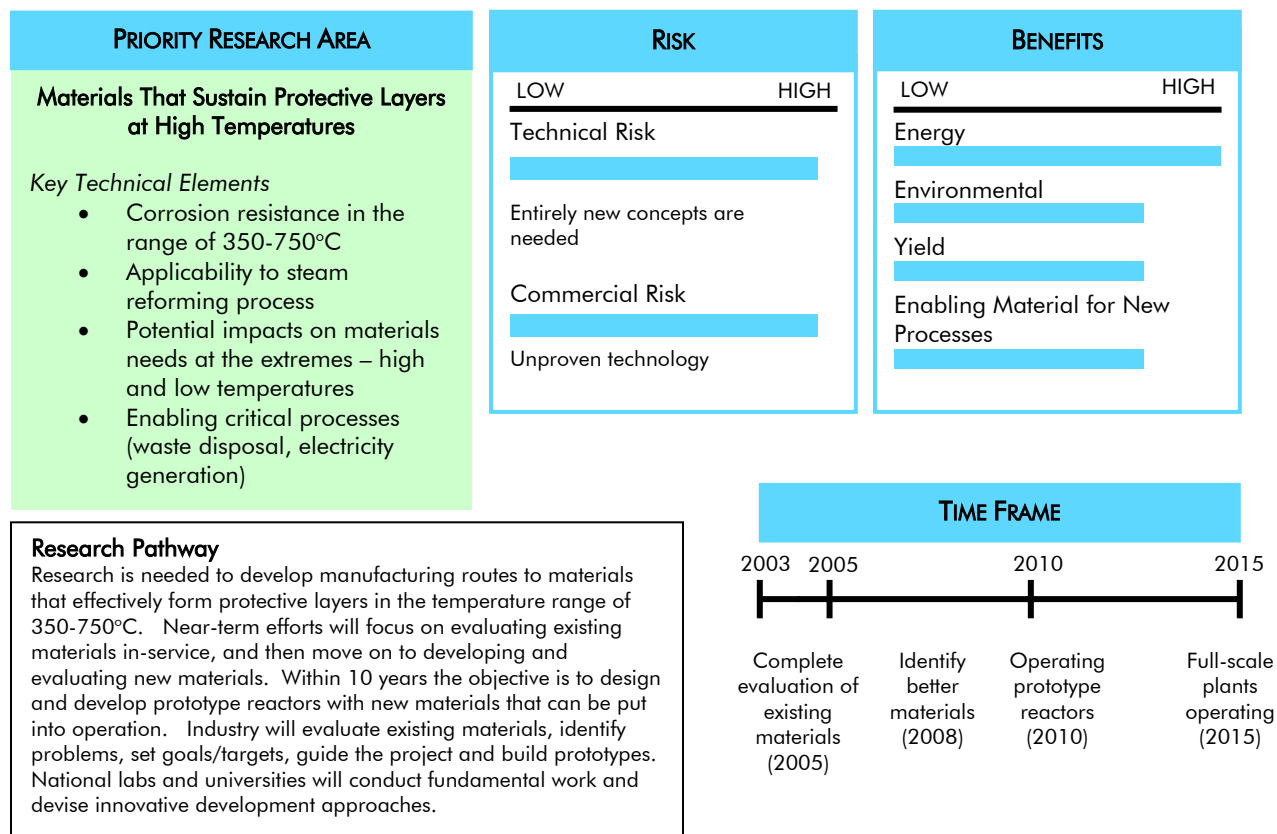 PRIORITY RESEARCH AREA
Materials That Sustain Protective Layers
at High Temperatures
Key Technical Elements
• Corrosion resistance in the
range of 350-750°C
• Applicability to steam
reforming process
• Potential impacts on materials
needs at the extremes – high
and low temperatures
• Enabling critical processes
(waste disposal, electricity
generation)
RISK
LOW HIGH
Technical Risk
Entirely new concepts are
needed
Commercial Risk
Unproven technology
BENEFITS
LOW HIGH
Energy
Environmental
Yield
Enabling Material for New
Processes
Research Pathway
Research is needed to develop manufacturing routes to materials
that effectively form protective layers in the temperature range of
350-750°C. Near-term efforts will focus on evaluating existing
materials in-service, and then move on to developing and
evaluating new materials. Within 10 years the objective is to design
and develop prototype reactors with new materials that can be put
into operation. Industry will evaluate existing materials, identify
problems, set goals/targets, guide the project and build prototypes.
National labs and universities will conduct fundamental work and
devise innovative development approaches.
TIME FRAME
2003 2005 2010 2015
Complete
evaluation of
existing
materials
(2005)
Identify
better
materials
(2008)
Operating
prototype
reactors
(2010)
Full-scale
plants
operating
(2015)